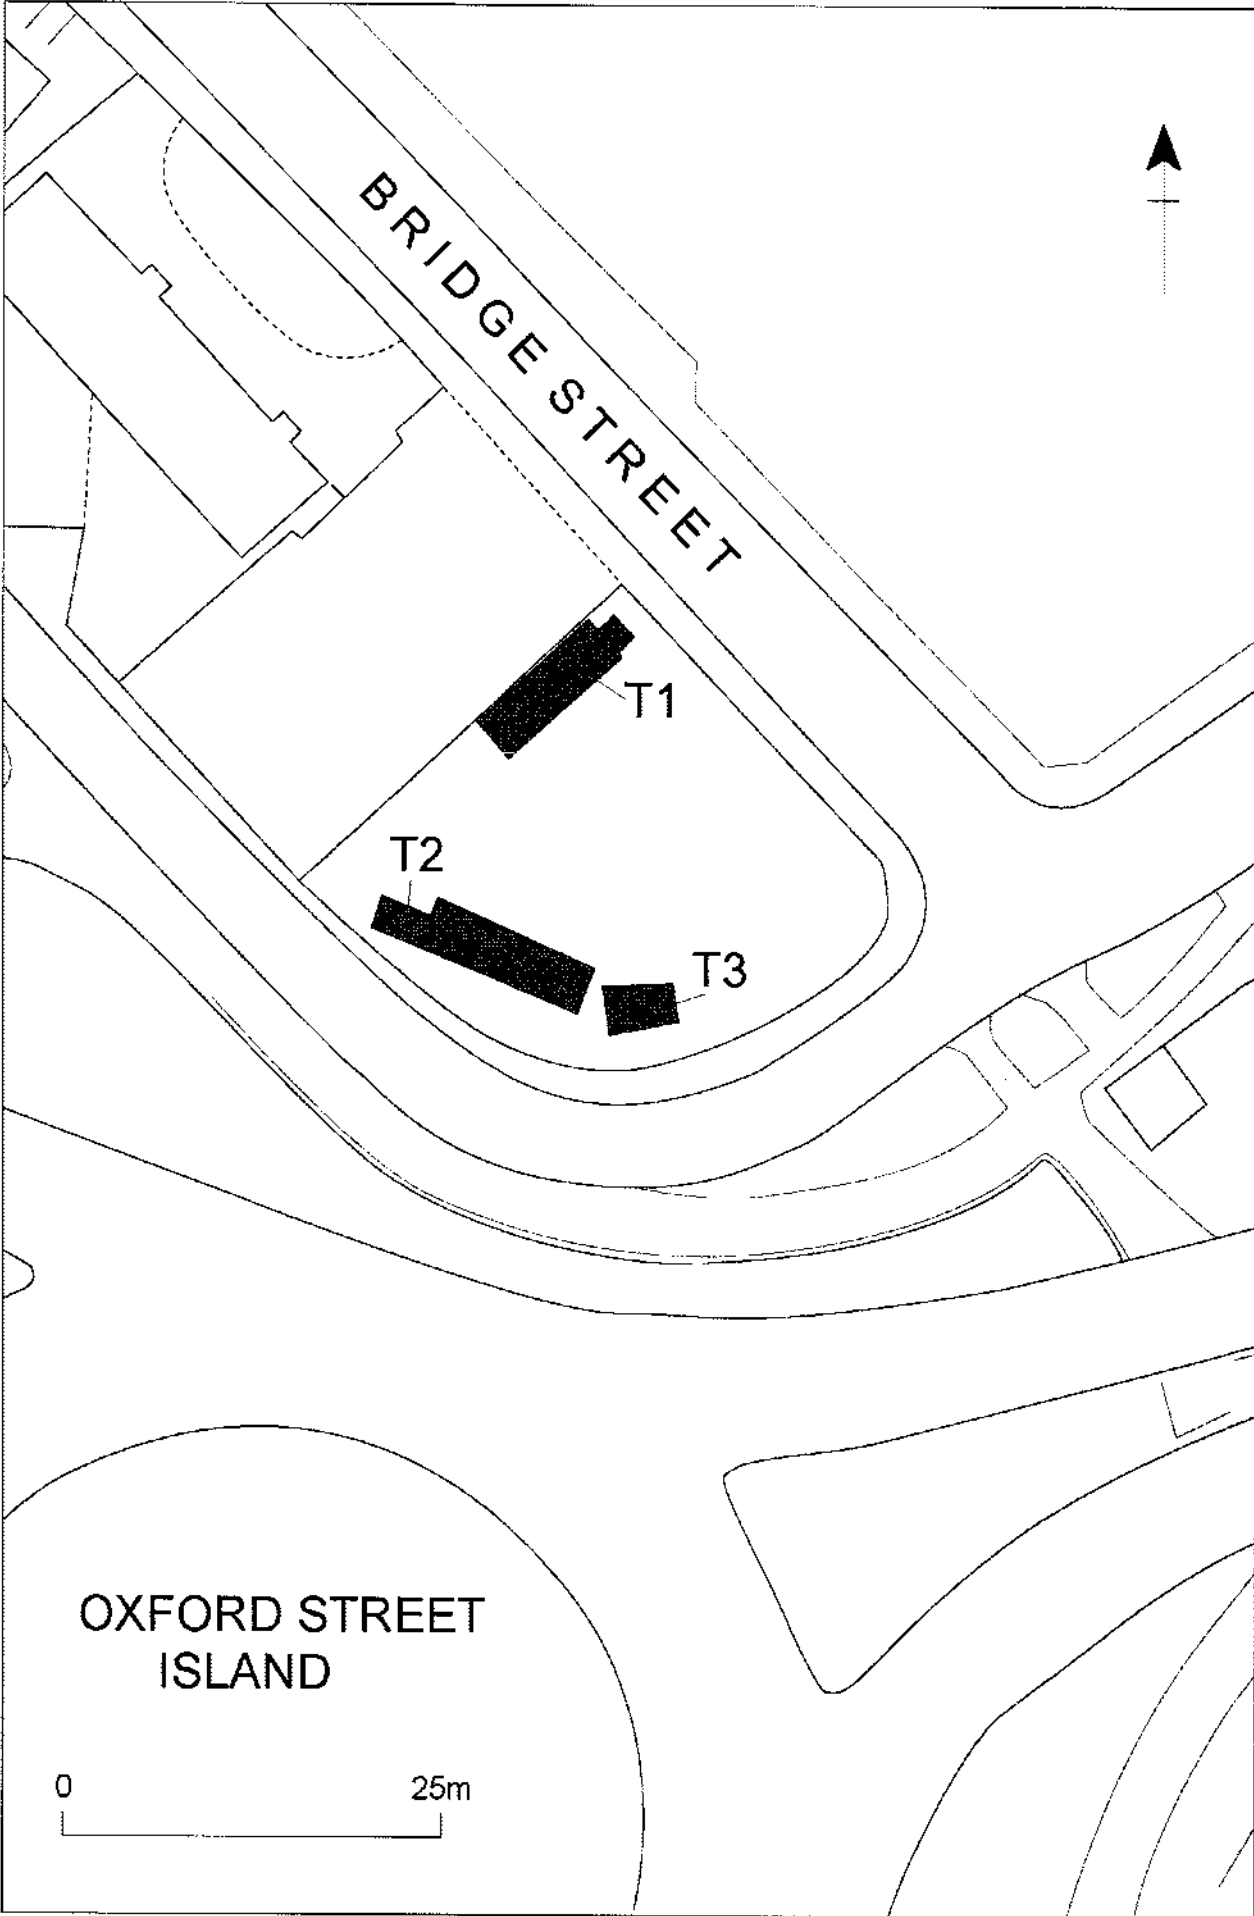 BRIDGE STREET
T1
T2
T3
OXFORD STREET
ISLAND
0 25m